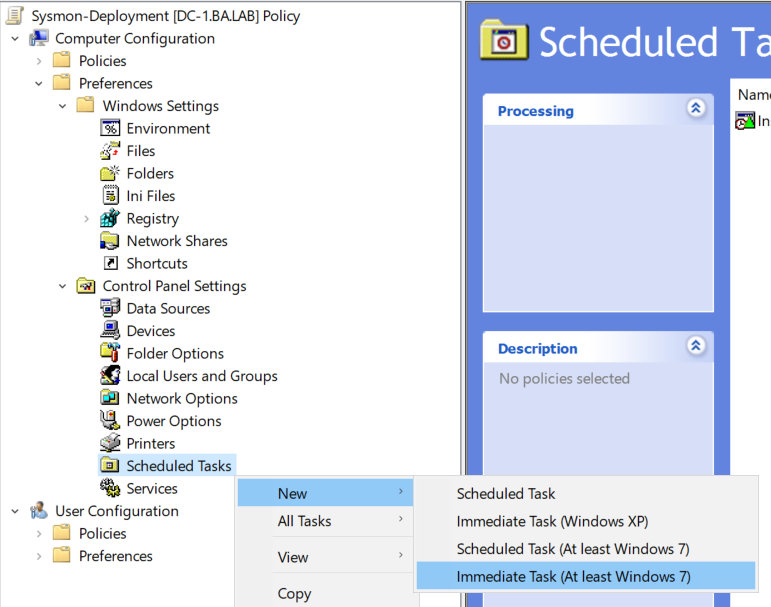 Sysmon-Deployment [DC-1.BA.LAB] Policy
Computer Configuration
Policies
Preferences
Windows Settings
Environment
Files
Folders
Ini Files
Registry
Network Shares
Shortcuts
Control Panel Settings
Data Sources
Devices
Folder Options
Local Users and Groups
Network Options
Power Options
Printers
Scheduled Tasks
Services
User Configuration
Policies
Preferences
Scheduled Ta
Processing
Description
No policies selected
Name
In
New
All Tasks
View
Copy
Scheduled Task
Immediate Task (Windows XP)
Scheduled Task (At least Windows 7)
Immediate Task (At least Windows 7)